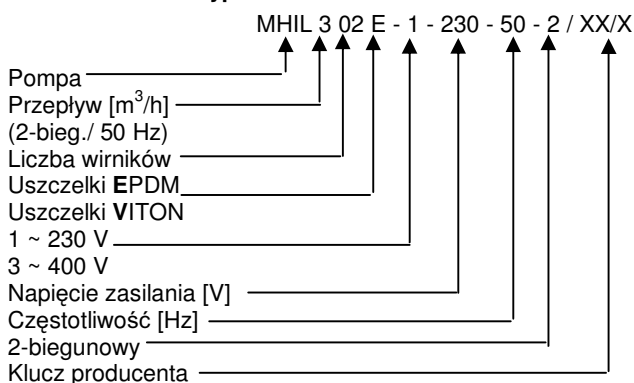 MHIL 3 02 E - 1 - 230 - 50 - 2 / XX/X
Pompa
Przepływ [m³/h]
(2-bieg./ 50 Hz)
Liczba wirników
Uszczelki EPDM
Uszczelki VITON
1 ~ 230 V
3 ~ 400 V
Napięcie zasilania [V]
Częstotliwość [Hz]
2-biegunowy
Klucz producenta